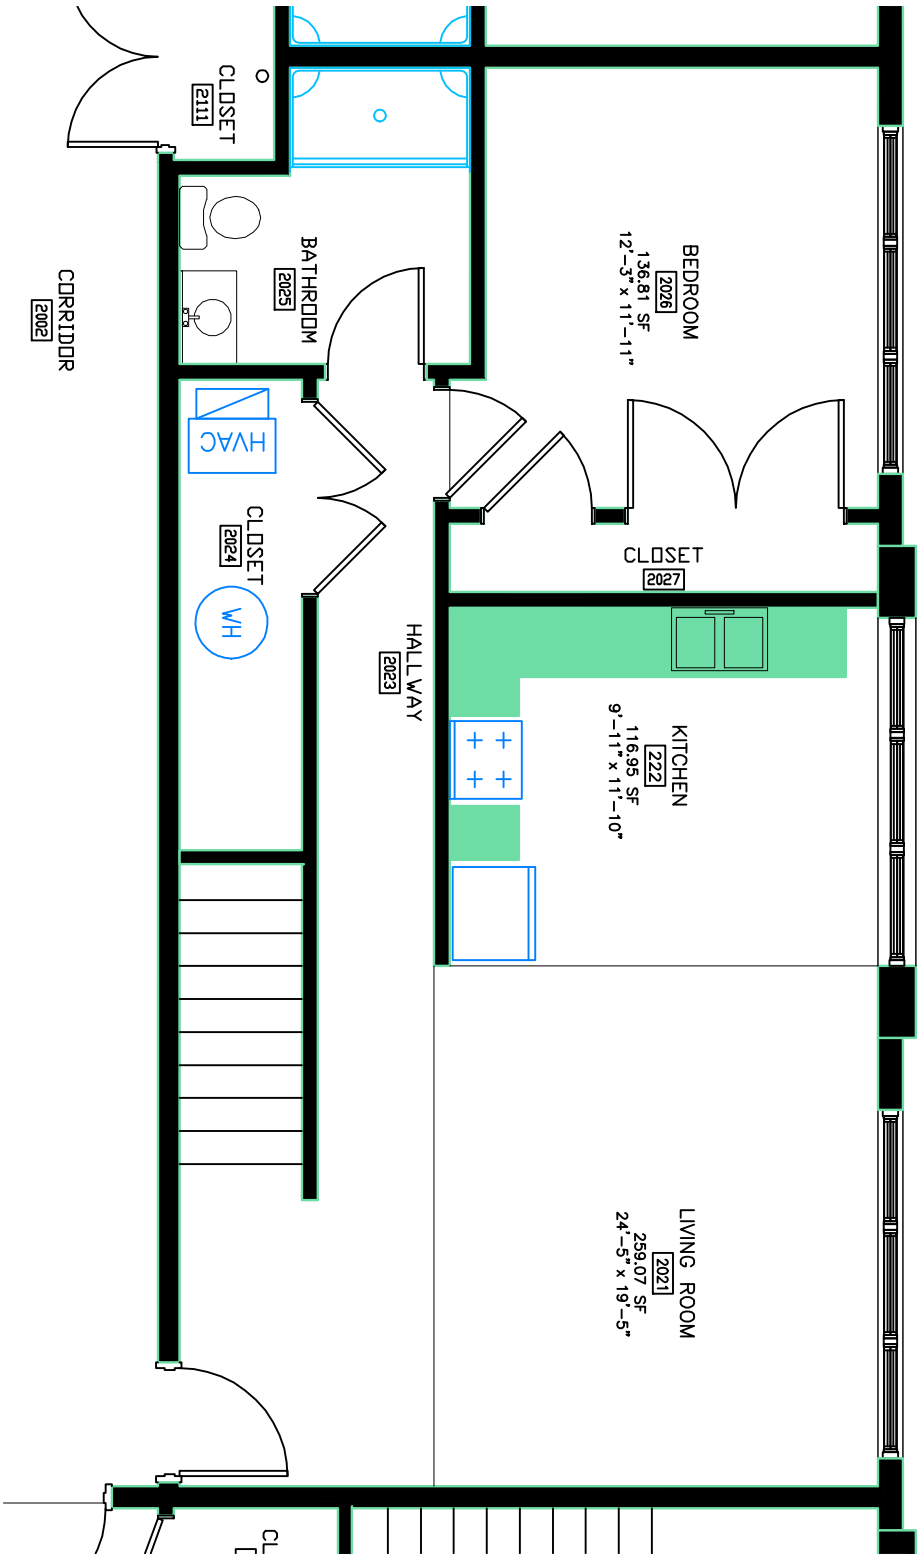 CLOSET
2111
CORRIDOR
2002
BATHROOM
2025
BEDROOM
2026
136.81 SF
12'-3" x 11'-11"
HVAC
CLOSET
2024
WH
CLOSET
2027
HALLWAY
2023
KITCHEN
222
116.95 SF
9'-11" x 11'-10"
LIVING ROOM
2021
259.07 SF
24'-5" x 19'-5"
CL